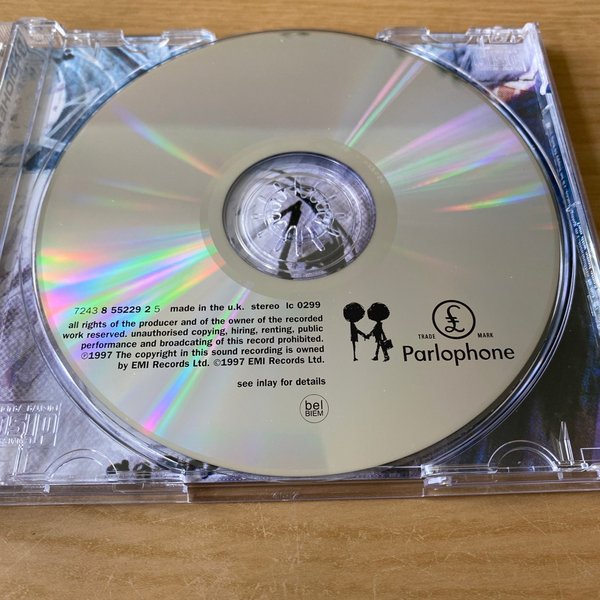 7243 8 55229 2 5 made in the u.k. stereo lc 0299
all rights of the producer and of the owner of the recorded
work reserved. unauthorised copying, hiring, renting, public
performance and broadcating of this record prohibited.
℗1997 The copyright in this sound recording is owned
by EMI Records Ltd. ©1997 EMI Records Ltd.
see inlay for details
bel
BIEM
£
TRADE MARK
Parlophone